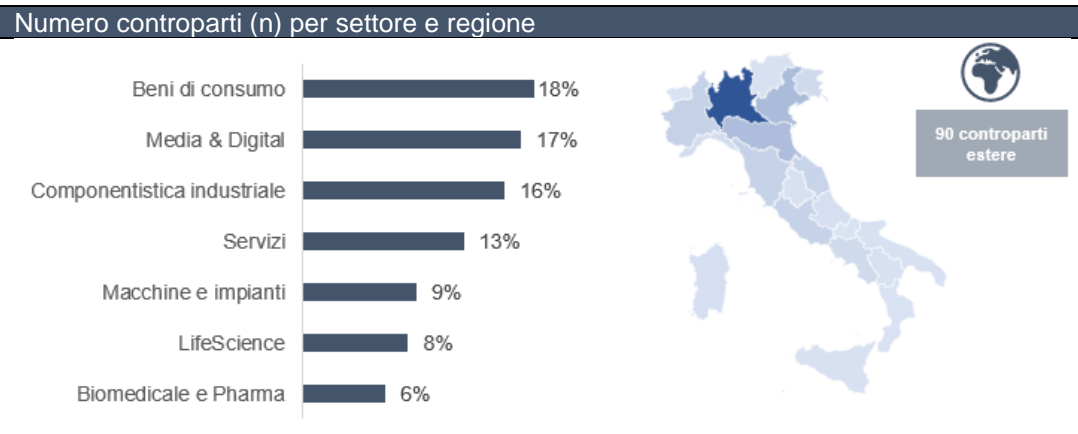 Numero controparti (n) per settore e regione
Beni di consumo 18%
Media & Digital 17%
Componentistica industriale 16%
Servizi 13%
Macchine e impianti 9%
LifeScience 8%
Biomedicale e Pharma 6%
90 controparti
estere